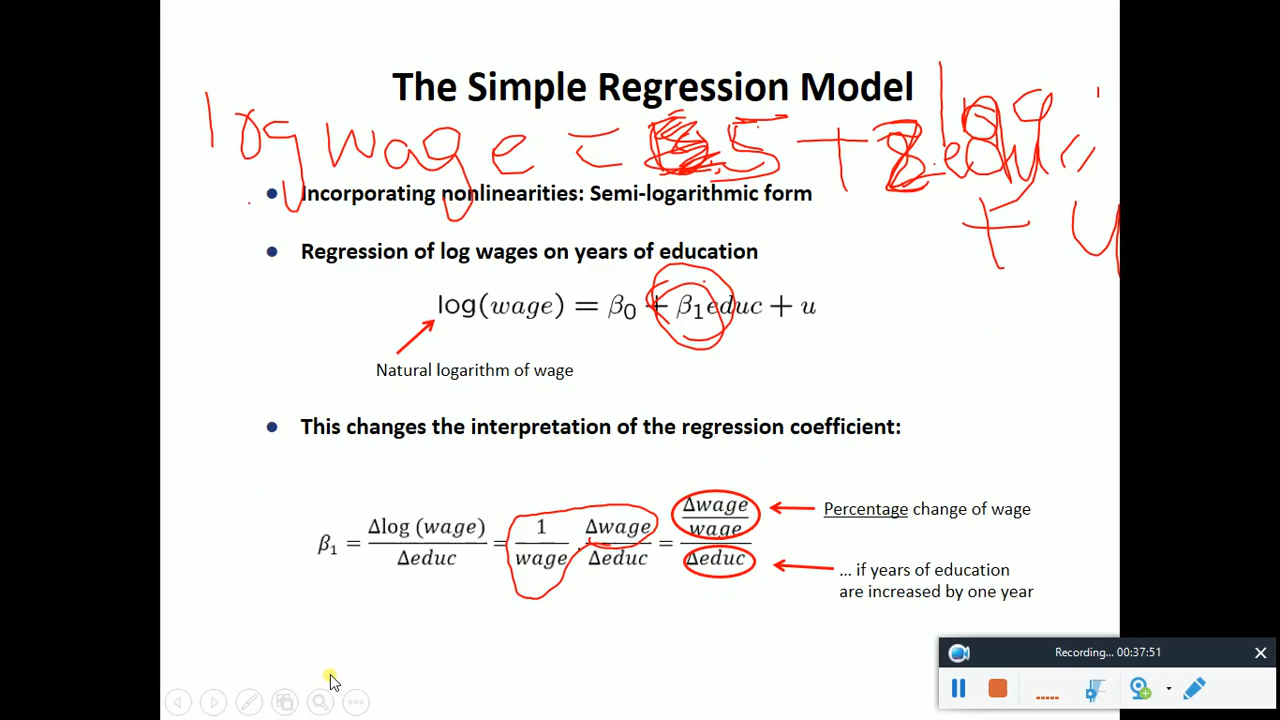 The Simple Regression Model
log wage = .5 +
+ u
Incorporating nonlinearities: Semi-logarithmic form
Regression of log wages on years of education
log(wage) = β₀ + β₁educ + u
Natural logarithm of wage
This changes the interpretation of the regression coefficient:
β₁ = Δlog (wage) / Δeduc = 1 / wage · Δwage / Δeduc = Δwage / wage / Δeduc
Percentage change of wage
... if years of education
are increased by one year
Recording... 00:37:51